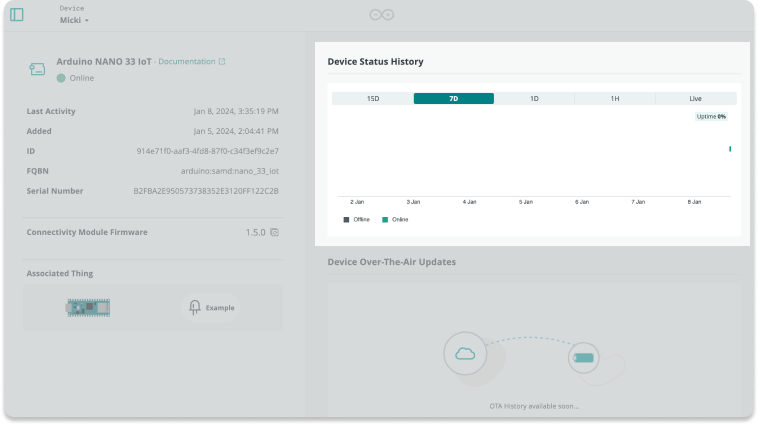 Device
Micki
Arduino NANO 33 IoT · Documentation
Online
Last Activity Jan 8, 2024, 3:35:19 PM
Added Jan 5, 2024, 2:04:41 PM
ID 914e71f0-aaf3-4fd8-87f0-c34f3ef9c2e7
FQBN arduino:samd:nano_33_iot
Serial Number B2FBA2E950573738352E3120FF122C2B
Connectivity Module Firmware 1.5.0
Associated Thing
Example
Device Status History
15D 7D 1D 1H Live
Uptime 0%
2 Jan 3 Jan 4 Jan 5 Jan 6 Jan 7 Jan 8 Jan
Offline Online
Device Over-The-Air Updates
OTA History available soon...